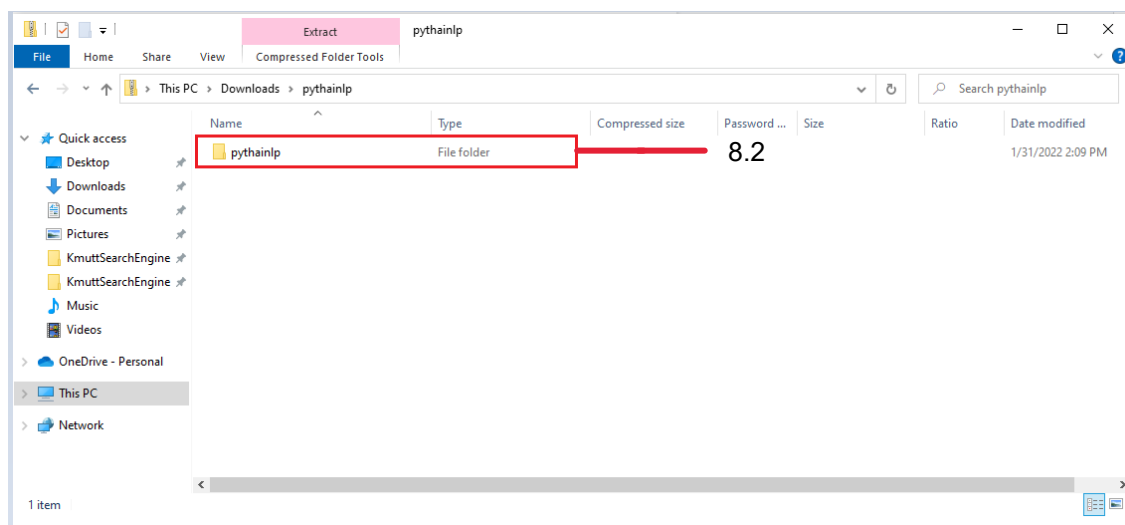 Extract pythainlp
File Home Share View Compressed Folder Tools
This PC > Downloads > pythainlp Search pythainlp
Name Type Compressed size Password ... Size Ratio Date modified
Quick access
pythainlp File folder 8.2 1/31/2022 2:09 PM
Desktop
Downloads
Documents
Pictures
KmuttSearchEngine
KmuttSearchEngine
Music
Videos
OneDrive - Personal
This PC
Network
1 item